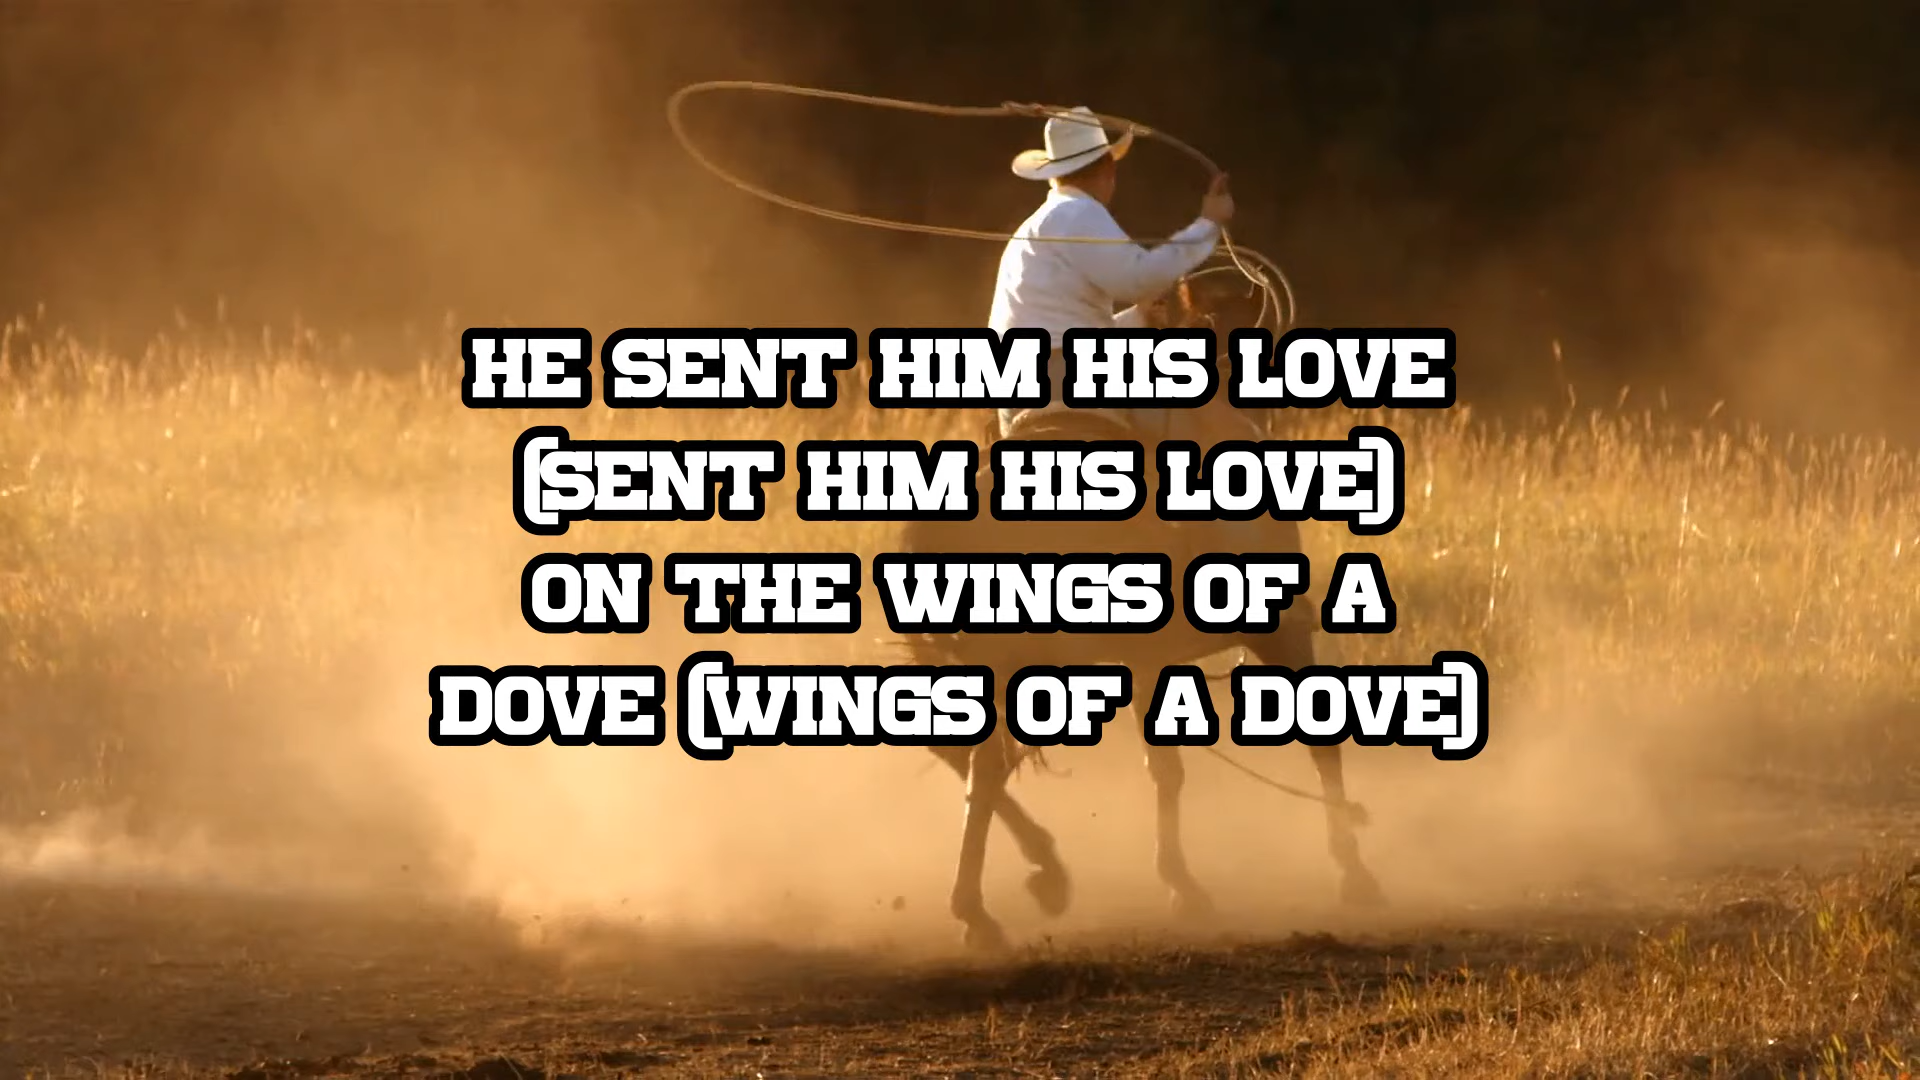 HE SENT HIM HIS LOVE
(SENT HIM HIS LOVE)
ON THE WINGS OF A
DOVE (WINGS OF A DOVE)